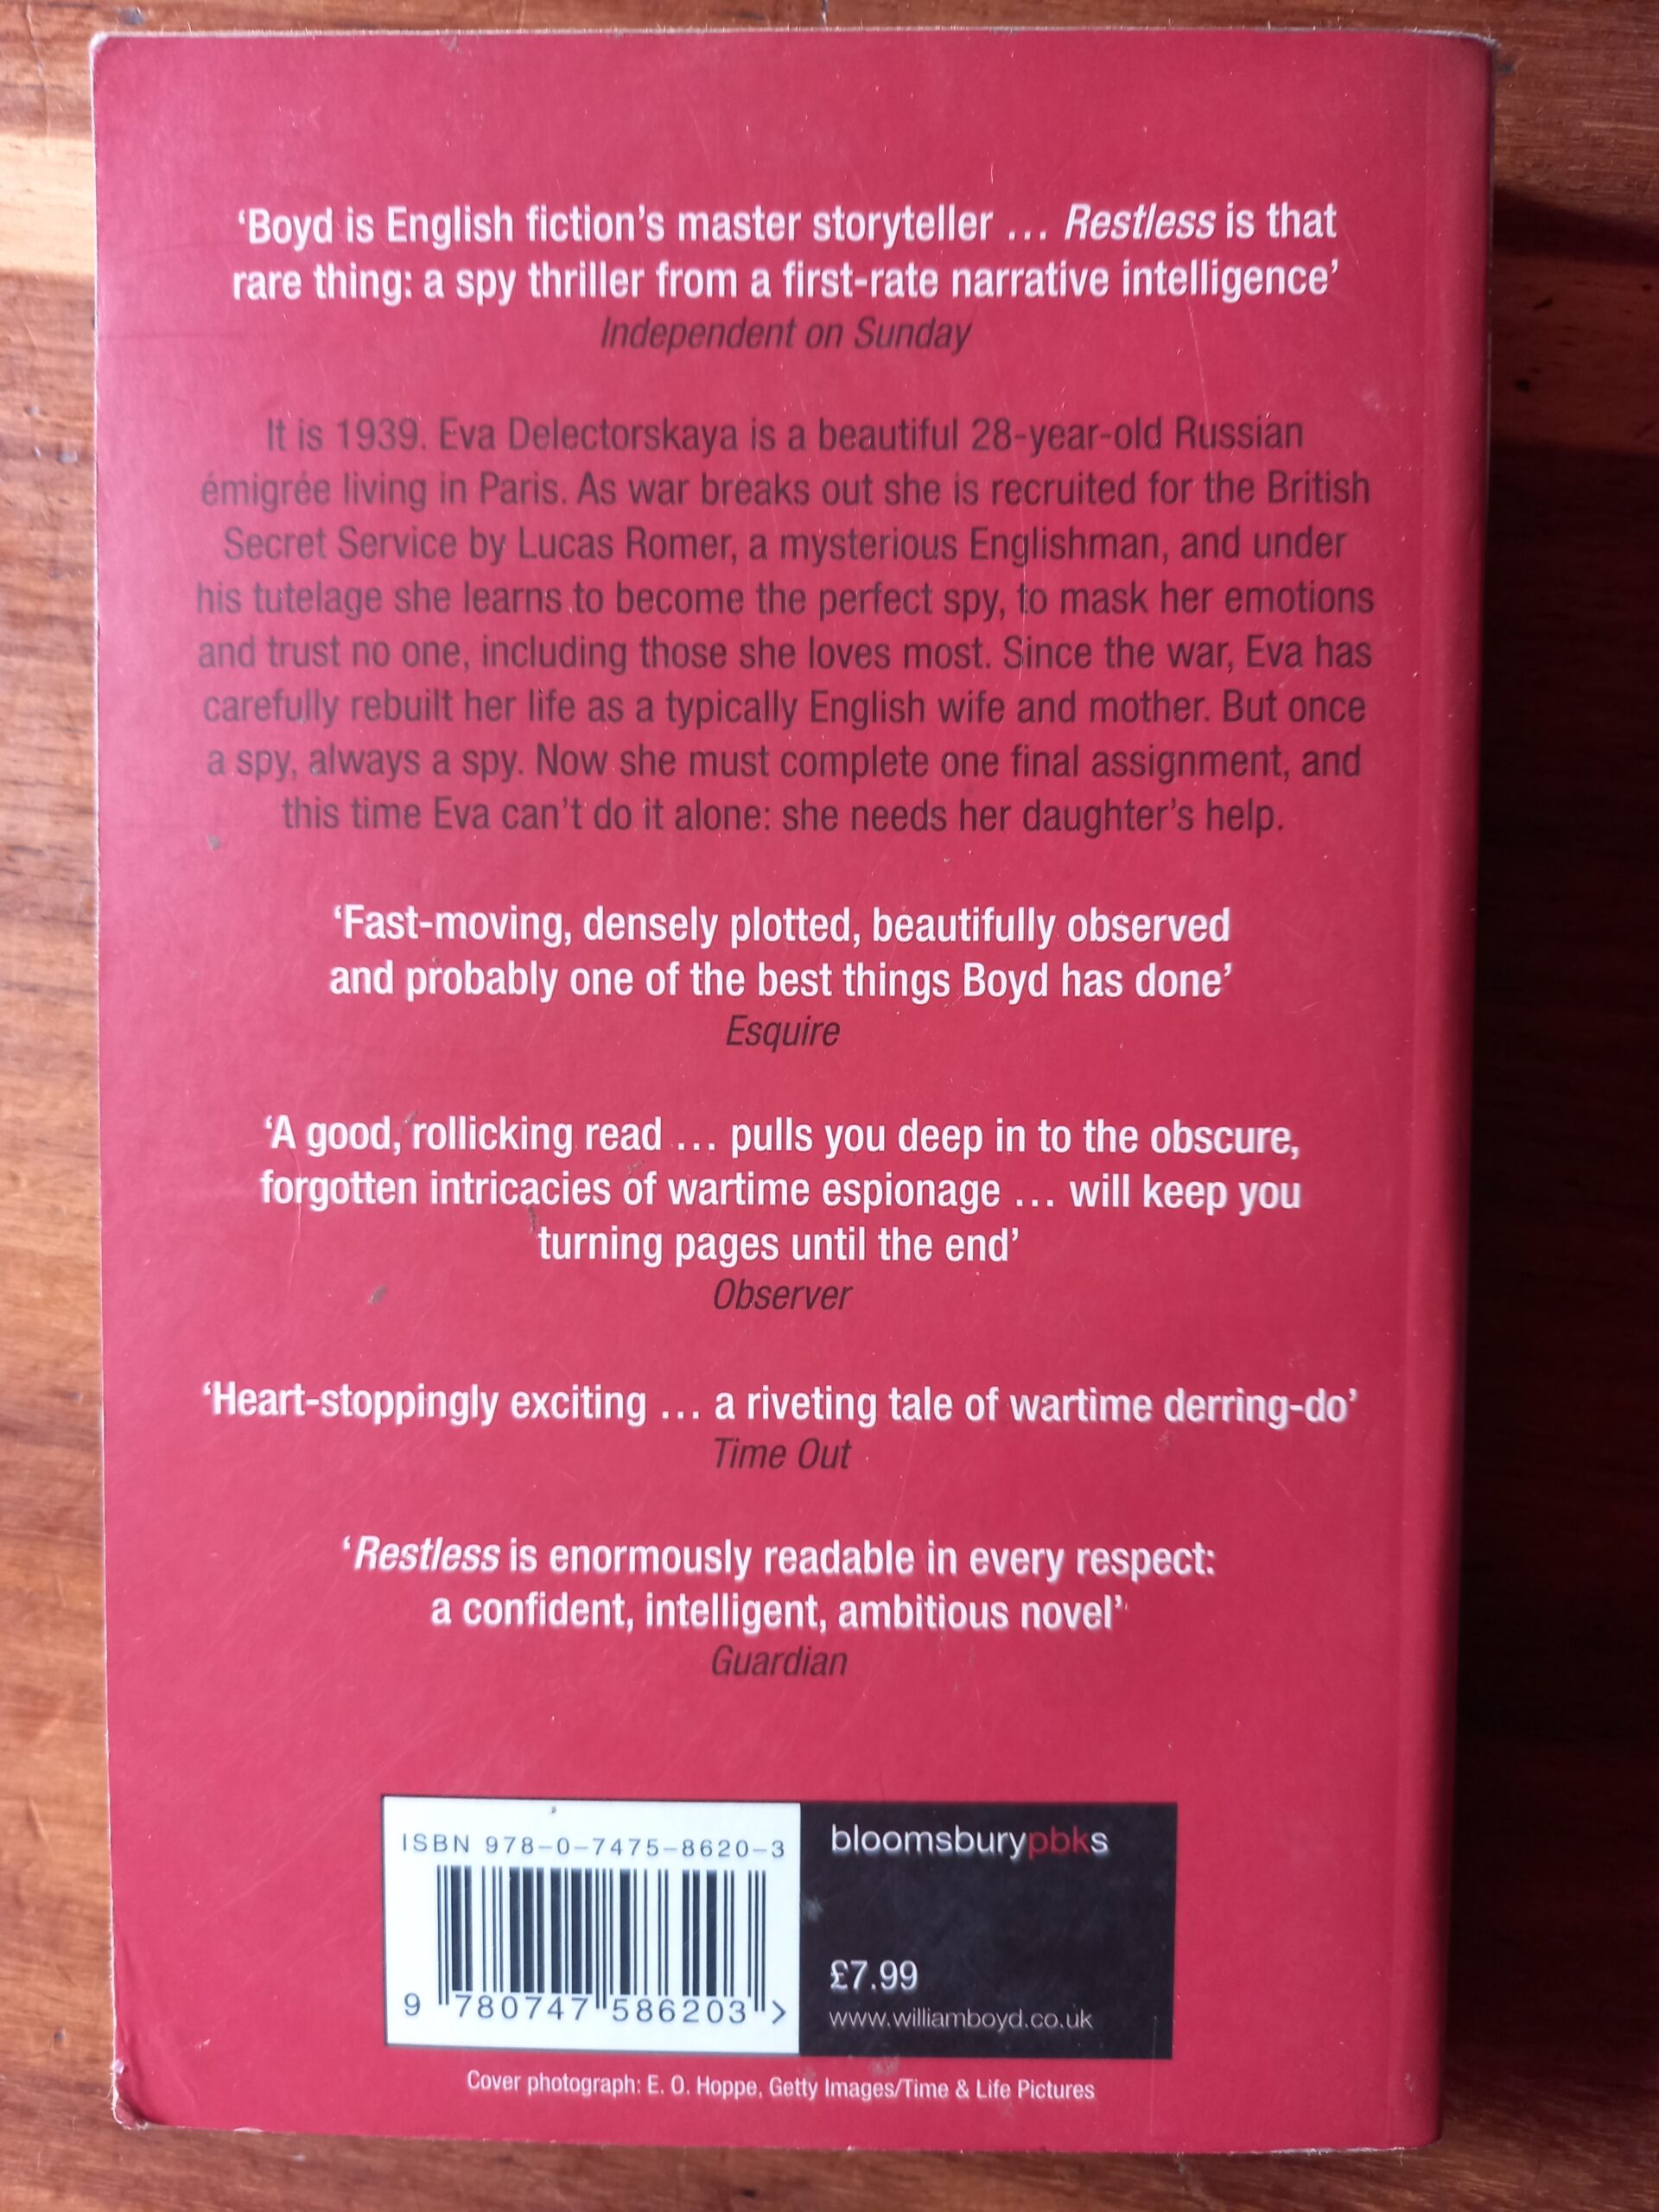 ‘Boyd is English fiction’s master storyteller ... Restless is that
rare thing: a spy thriller from a first-rate narrative intelligence’
Independent on Sunday
It is 1939. Eva Delectorskaya is a beautiful 28-year-old Russian
émigrée living in Paris. As war breaks out she is recruited for the British
Secret Service by Lucas Romer, a mysterious Englishman, and under
his tutelage she learns to become the perfect spy, to mask her emotions
and trust no one, including those she loves most. Since the war, Eva has
carefully rebuilt her life as a typically English wife and mother. But once
a spy, always a spy. Now she must complete one final assignment, and
this time Eva can’t do it alone: she needs her daughter’s help.
‘Fast-moving, densely plotted, beautifully observed
and probably one of the best things Boyd has done’
Esquire
‘A good, rollicking read ... pulls you deep in to the obscure,
forgotten intricacies of wartime espionage ... will keep you
turning pages until the end’
Observer
‘Heart-stoppingly exciting ... a riveting tale of wartime derring-do’
Time Out
‘Restless is enormously readable in every respect:
a confident, intelligent, ambitious novel’
Guardian
ISBN 978-0-7475-8620-3
9 780747 586203 >
bloomsburypbks
£7.99
www.williamboyd.co.uk
Cover photograph: E. O. Hoppe, Getty Images/Time & Life Pictures